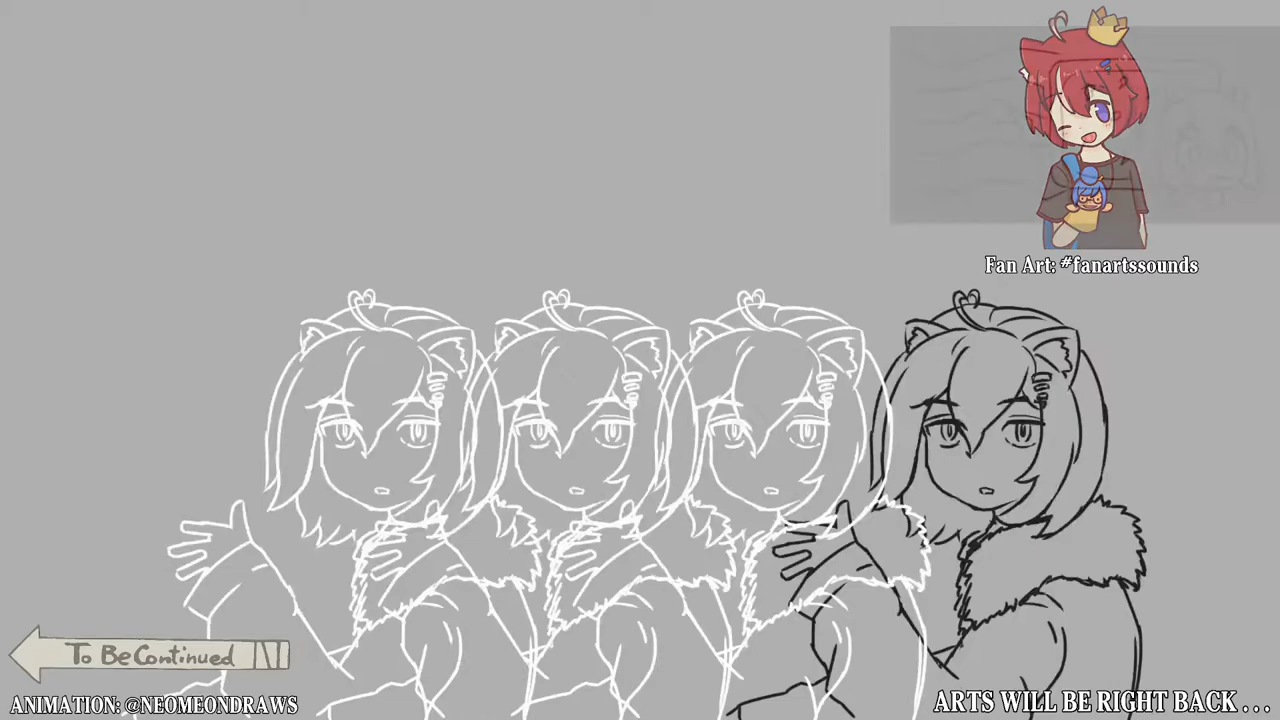 Fan Art: #fanartssounds
To Be Continued
ANIMATION: @NEOMEONDRAWS
ARTS WILL BE RIGHT BACK . . .